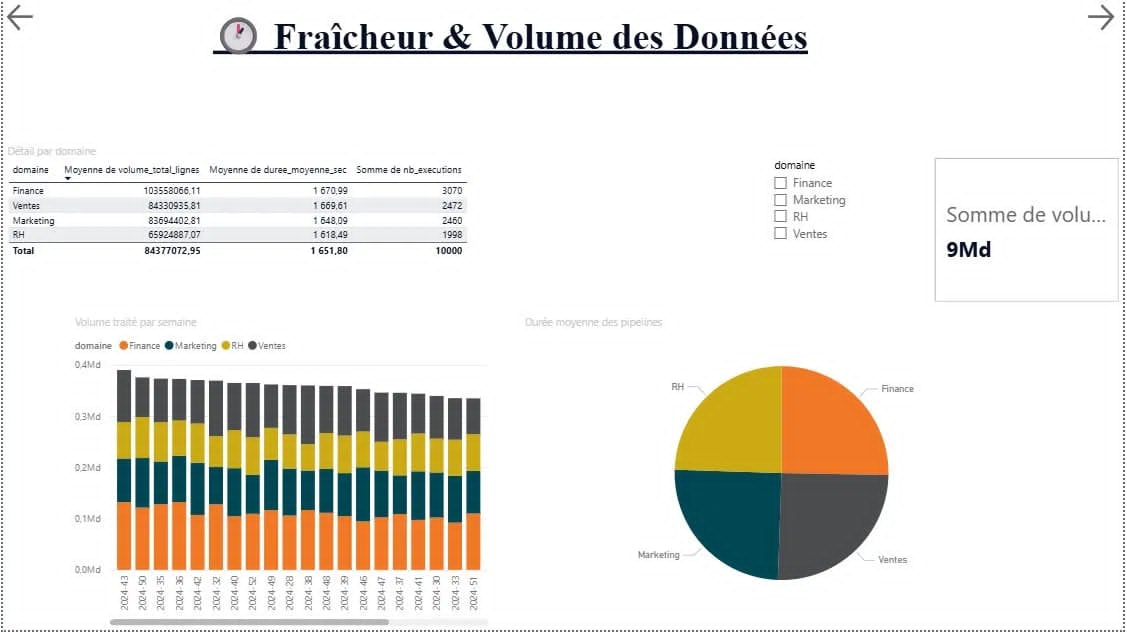 Fraîcheur & Volume des Données
Détail par domaine
domaine Moyenne de volume_total_lignes Moyenne de duree_moyenne_sec Somme de nb_executions
Finance 103558066,11 1 670,99 3070
Ventes 84330935,81 1 669,61 2472
Marketing 83694402,81 1 648,09 2460
RH 65924887,07 1 618,49 1998
Total 84377072,95 1 651,80 10000
domaine
Finance
Marketing
RH
Ventes
Somme de volu...
9Md
Volume traité par semaine
domaine Finance Marketing RH Ventes
0,4Md
0,3Md
0,2Md
0,1Md
0,0Md
2024-43
2024-50
2024-35
2024-36
2024-42
2024-32
2024-40
2024-52
2024-49
2024-28
2024-38
2024-48
2024-39
2024-46
2024-47
2024-37
2024-41
2024-30
2024-33
2024-51
Durée moyenne des pipelines
RH
Finance
Marketing
Ventes